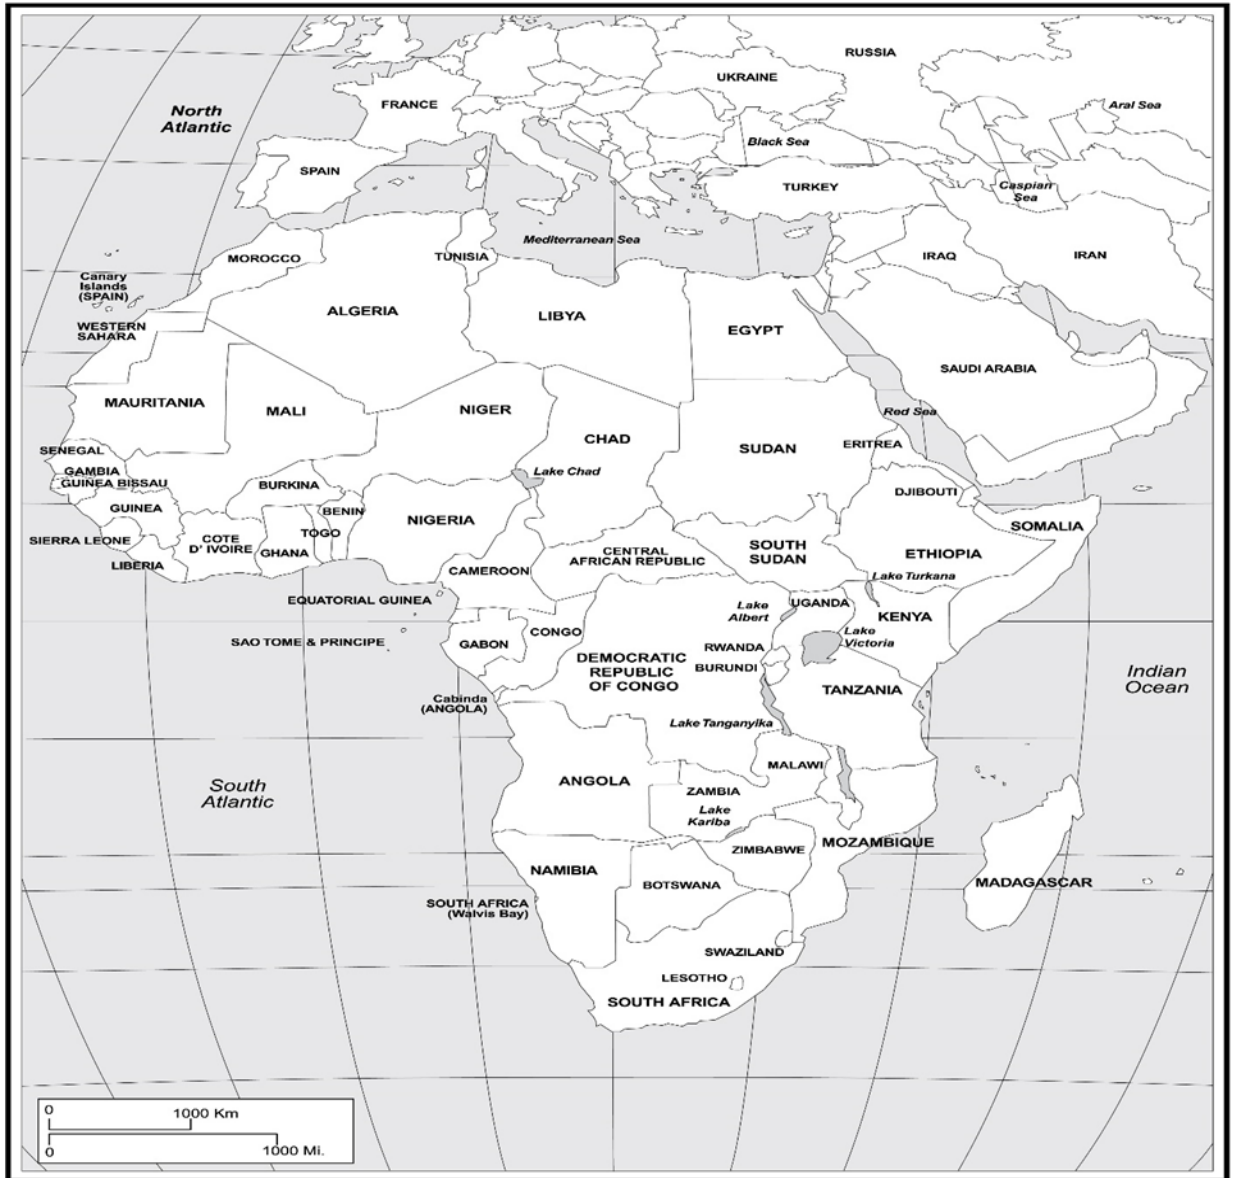 RUSSIA
UKRAINE
FRANCE
Aral Sea
North
Atlantic
Black Sea
SPAIN
TURKEY
Caspian
Sea
Mediterranean Sea
MOROCCO
TUNISIA
IRAQ
IRAN
Canary
Islands
(SPAIN)
ALGERIA
LIBYA
EGYPT
WESTERN
SAHARA
SAUDI ARABIA
MAURITANIA
MALI
NIGER
CHAD
Red Sea
SUDAN
ERITREA
SENEGAL
GAMBIA
GUINEA BISSAU
Lake Chad
BURKINA
DJIBOUTI
GUINEA
BENIN
NIGERIA
SOMALIA
SIERRA LEONE
COTE
D' IVOIRE
TOGO
GHANA
CENTRAL
AFRICAN REPUBLIC
SOUTH
SUDAN
ETHIOPIA
LIBERIA
CAMEROON
Lake Turkana
EQUATORIAL GUINEA
Lake
Albert
UGANDA
KENYA
SAO TOME & PRINCIPE
GABON
CONGO
Lake
Victoria
RWANDA
BURUNDI
DEMOCRATIC
REPUBLIC
OF CONGO
Indian
Ocean
TANZANIA
Cabinda
(ANGOLA)
Lake Tanganyika
South
Atlantic
ANGOLA
MALAWI
ZAMBIA
Lake
Kariba
MOZAMBIQUE
ZIMBABWE
NAMIBIA
BOTSWANA
MADAGASCAR
SOUTH AFRICA
(Walvis Bay)
SWAZILAND
LESOTHO
SOUTH AFRICA
0
1000 Km
0
1000 Mi.